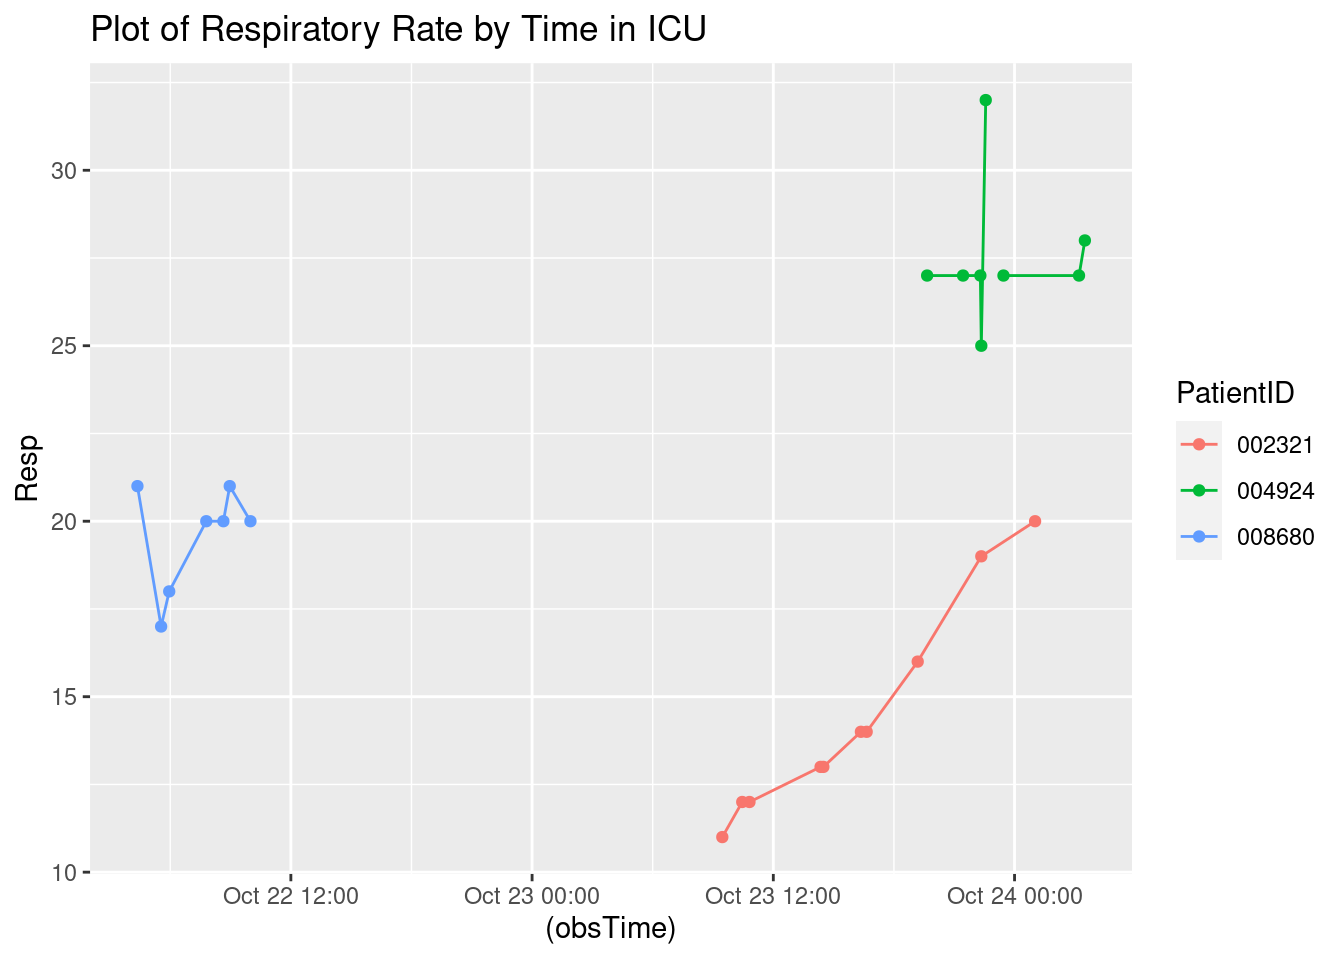 Plot of Respiratory Rate by Time in ICU
Resp
30
25
20
15
10
Oct 22 12:00
Oct 23 00:00
Oct 23 12:00
Oct 24 00:00
(obsTime)
PatientID
002321
004924
008680